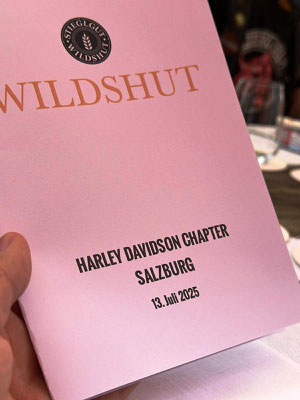 STIEGLGUT
WILDSHUT
WILDSHUT
HARLEY DAVIDSON CHAPTER
SALZBURG
13. Juli 2025